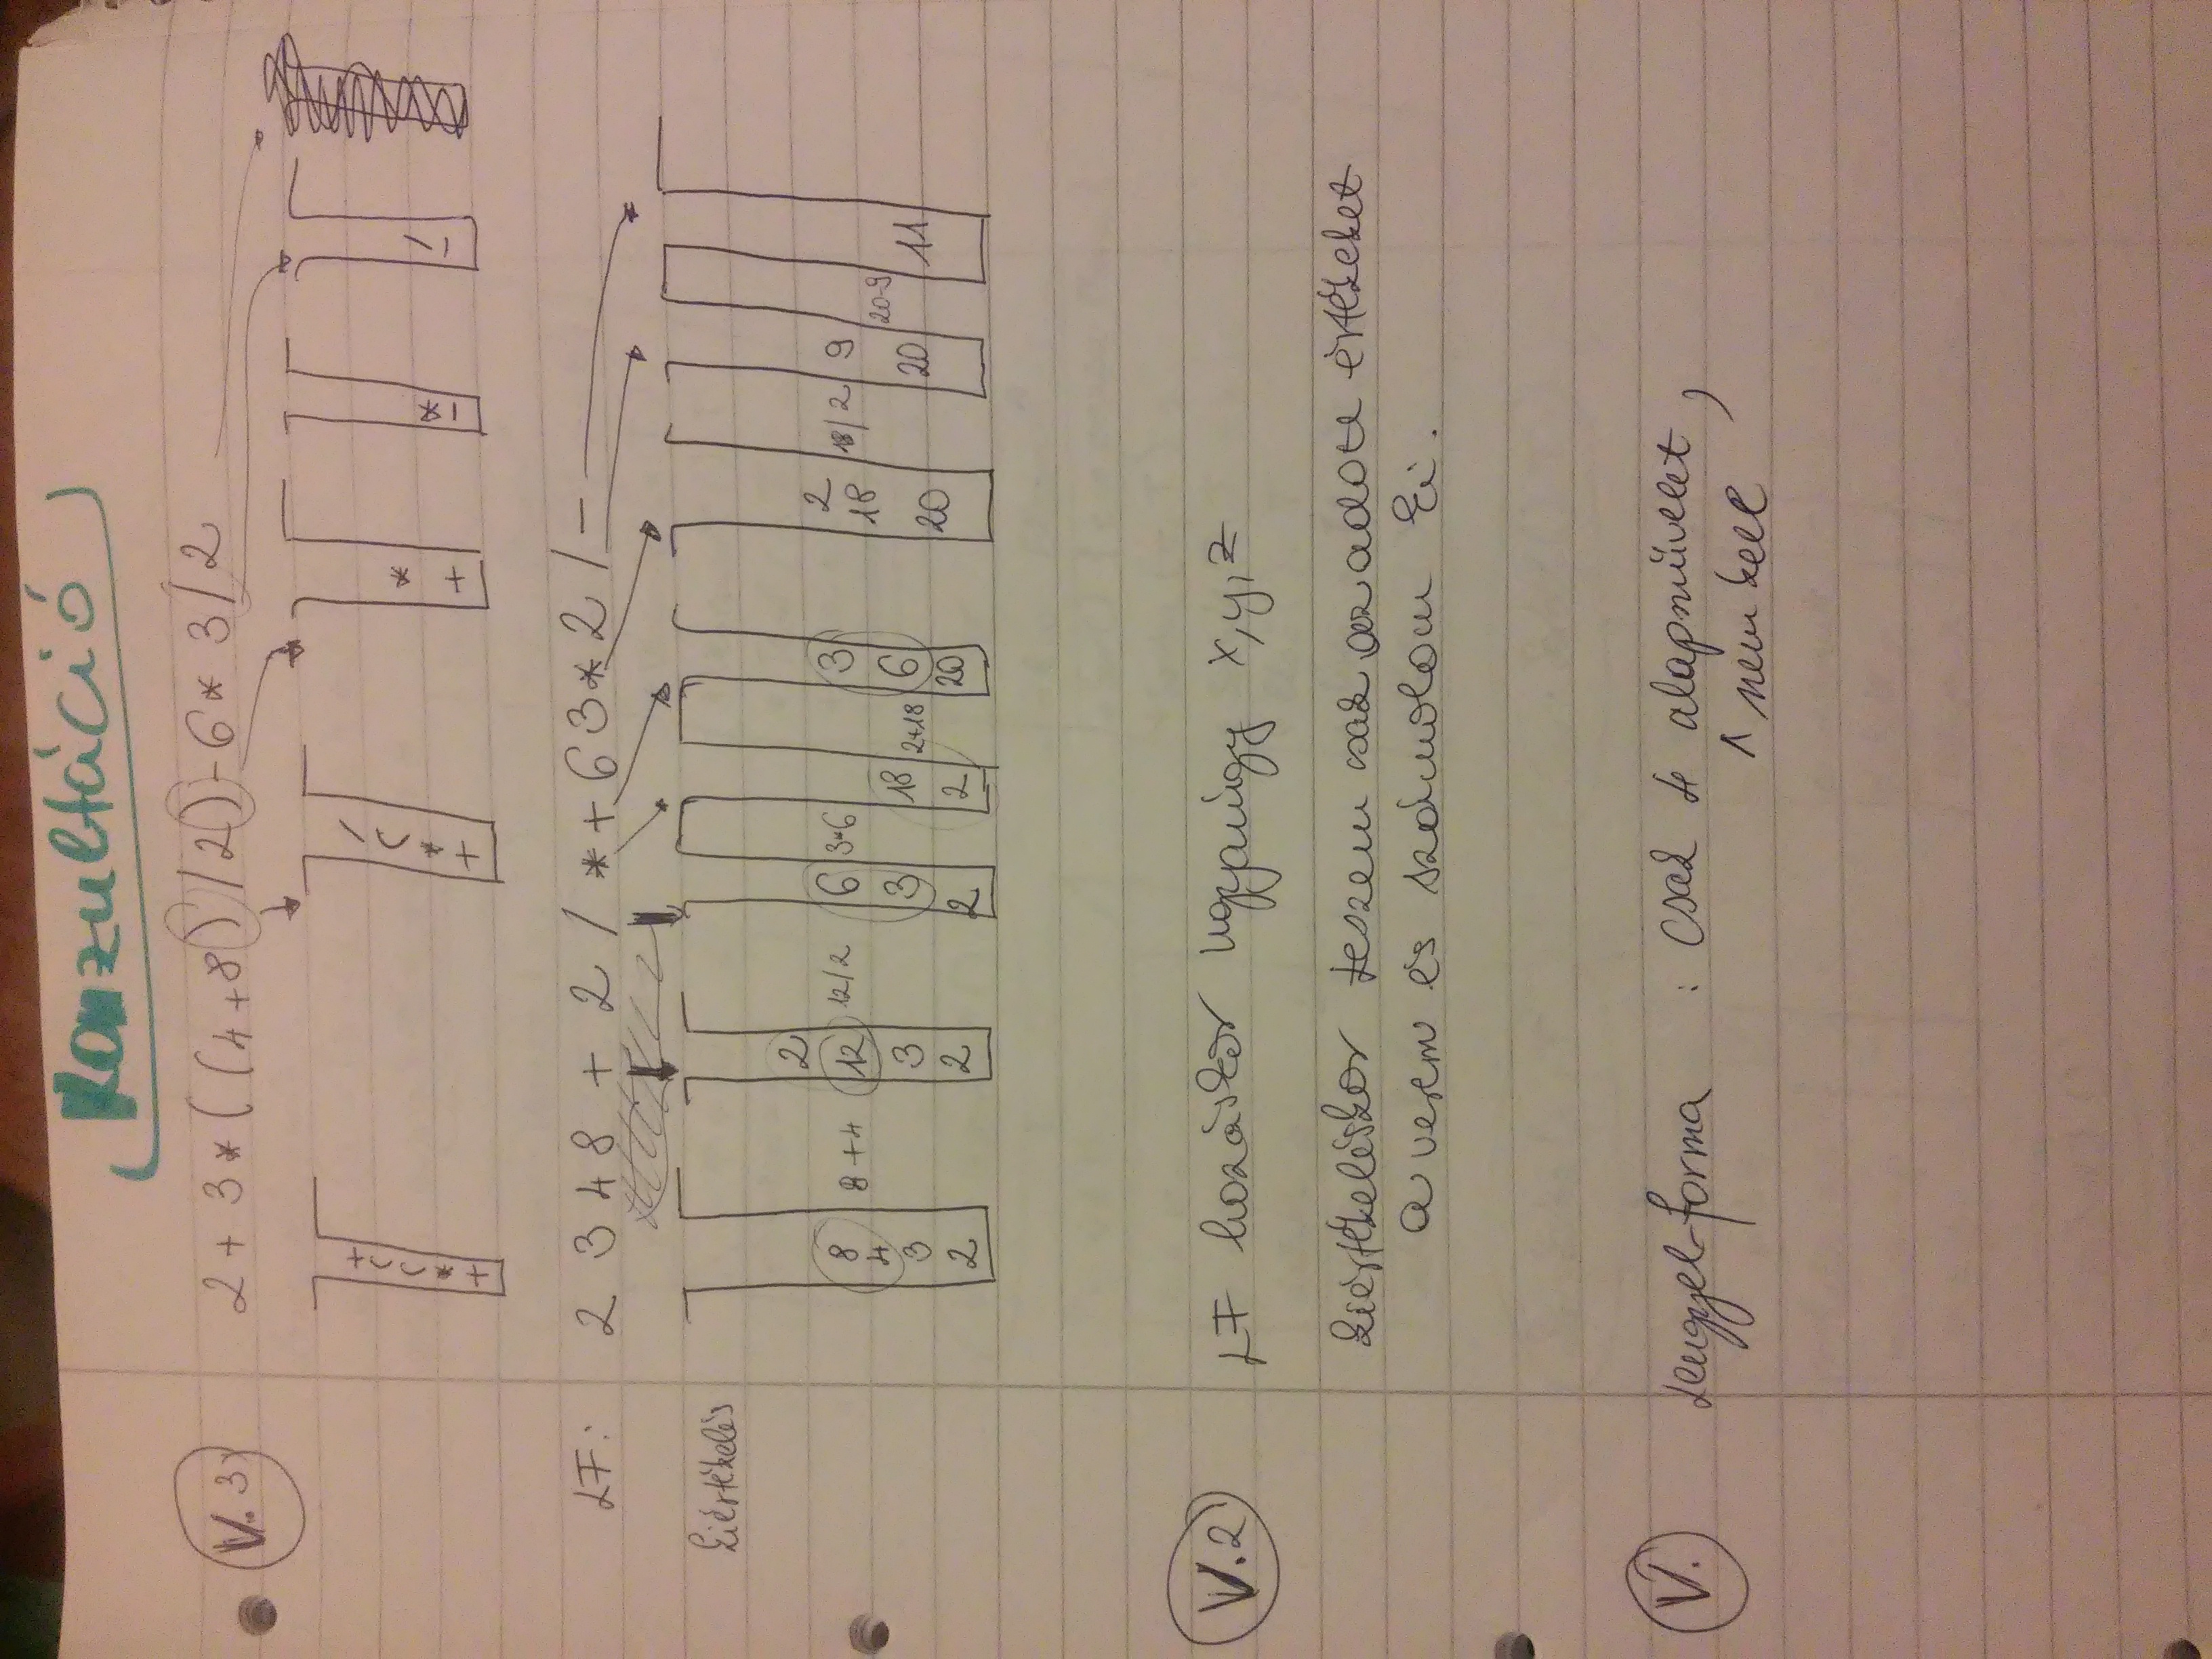 Konzultáció
V.3) 2 + 3 * ( ( 4 + 8 ) / 2 ) - 6 * 3 / 2
+ / +
( ( *
( * + * - / -
* +
+
LF: 2 3 4 8 + 2 / * + 6 3 * 2 / -
Kiértékelés
2
8 8+4 12 12/2 6 3*6 3 2 18/2 9 20-9
4 3 3 18 2+18 6 18 20 11
3 2 2 2 20 20
2
V.2) LF hozáskor ugyanúgy x, y, z
kiértékeléskor teszem csak az adott értékeket
a verem és számolom ki.
V. Lengyel-forma : csak 4 alapművelet,
^ nem kell